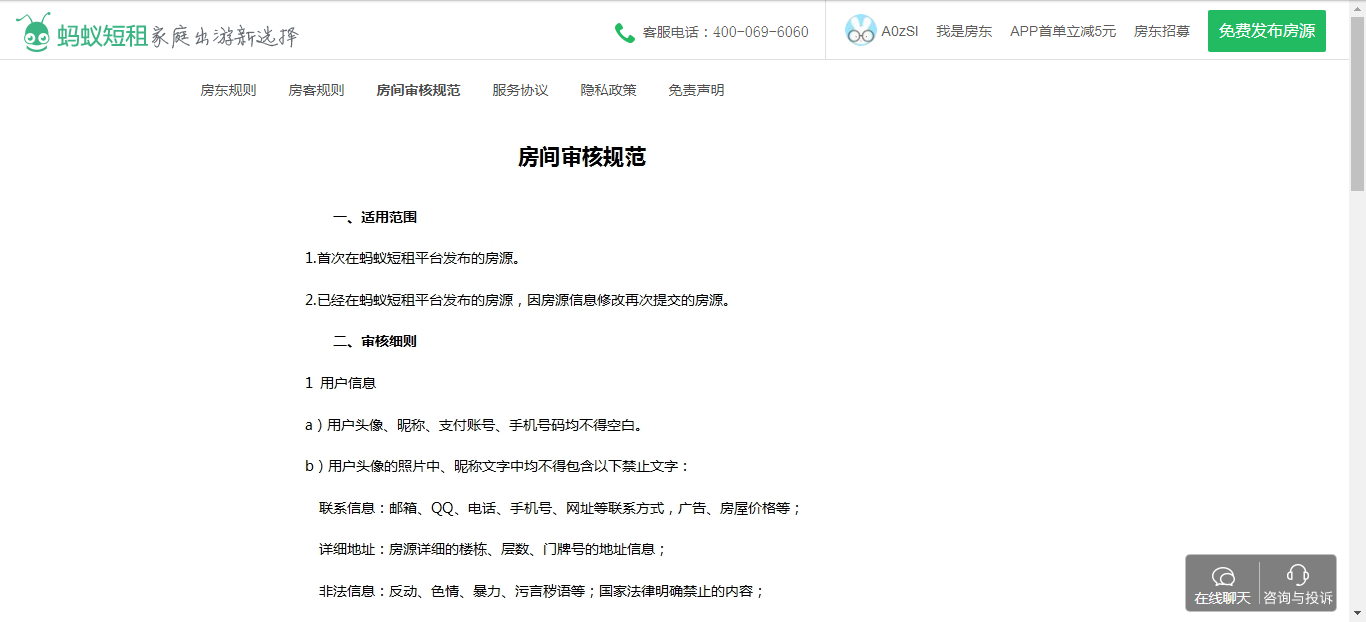 蚂蚁短租 家庭出游新选择
客服电话：400-069-6060
A0zSI 我是房东 APP首单立减5元 房东招募 免费发布房源
房东规则 房客规则 房间审核规范 服务协议 隐私政策 免责声明
房间审核规范
一、适用范围
1.首次在蚂蚁短租平台发布的房源。
2.已经在蚂蚁短租平台发布的房源，因房源信息修改再次提交的房源。
二、审核细则
1 用户信息
a）用户头像、昵称、支付账号、手机号码均不得空白。
b）用户头像的照片中、昵称文字中均不得包含以下禁止文字：
联系信息：邮箱、QQ、电话、手机号、网址等联系方式，广告、房屋价格等；
详细地址：房源详细的楼栋、层数、门牌号的地址信息；
非法信息：反动、色情、暴力、污言秽语等；国家法律明确禁止的内容；
在线聊天 咨询与投诉